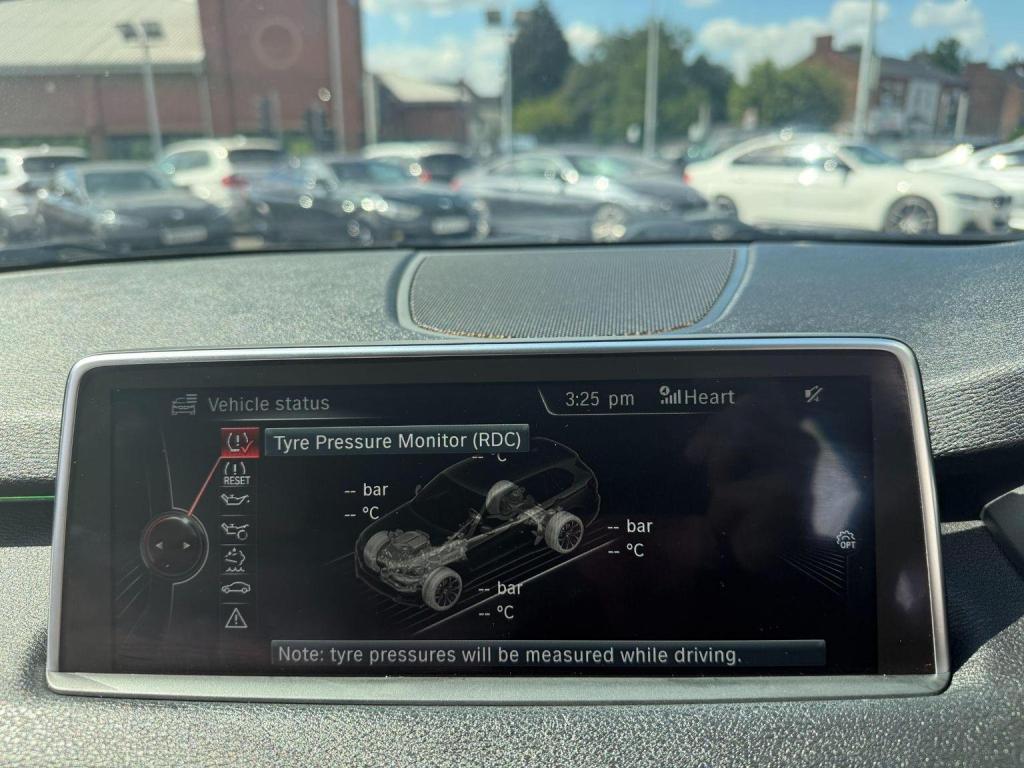 Vehicle status
3:25 pm
Heart
Tyre Pressure Monitor (RDC)
RESET
-- °C
-- bar
-- °C
-- bar
-- °C
OPT
-- bar
-- °C
Note: tyre pressures will be measured while driving.